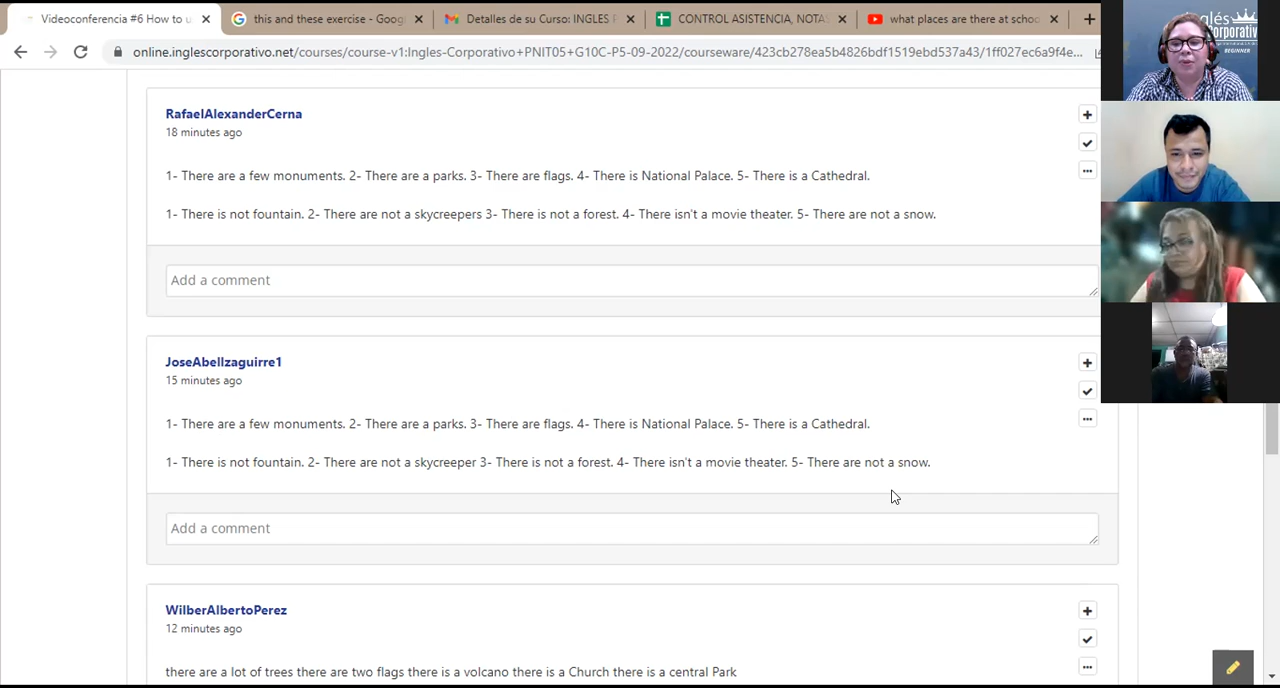 Videoconferencia #6 How to u
this and these exercise - Goog
Detalles de su Curso: INGLES P
CONTROL ASISTENCIA, NOTAS
what places are there at schoo
online.inglescorporativo.net/courses/course-v1:Ingles-Corporativo+PNIT05+G10C-P5-09-2022/courseware/423cb278ea5b4826bdf1519ebd537a43/1ff027ec6a9f4e...
Inglés
Corporativo
BEGINNER
RafaelAlexanderCerna
18 minutes ago
1- There are a few monuments. 2- There are a parks. 3- There are flags. 4- There is National Palace. 5- There is a Cathedral.
1- There is not fountain. 2- There are not a skycreepers 3- There is not a forest. 4- There isn't a movie theater. 5- There are not a snow.
Add a comment
JoseAbelIzaguirre1
15 minutes ago
1- There are a few monuments. 2- There are a parks. 3- There are flags. 4- There is National Palace. 5- There is a Cathedral.
1- There is not fountain. 2- There are not a skycreeper 3- There is not a forest. 4- There isn't a movie theater. 5- There are not a snow.
Add a comment
WilberAlbertoPerez
12 minutes ago
there are a lot of trees there are two flags there is a volcano there is a Church there is a central Park